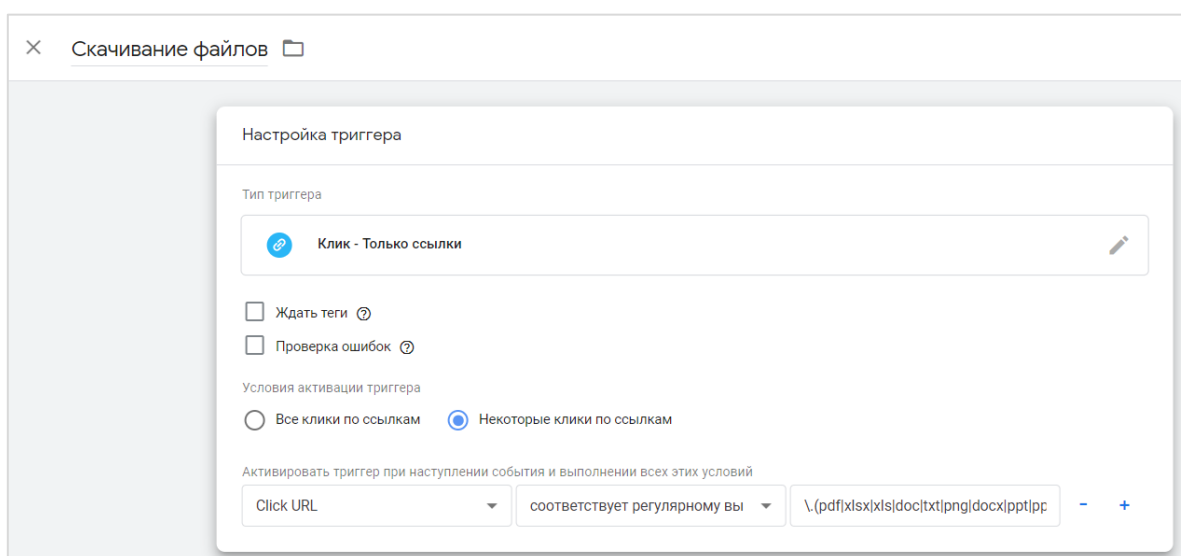 Скачивание файлов
Настройка триггера
Тип триггера
Клик - Только ссылки
Ждать теги
Проверка ошибок
Условия активации триггера
Все клики по ссылкам Некоторые клики по ссылкам
Активировать триггер при наступлении события и выполнении всех этих условий
Click URL соответствует регулярному вы \.(pdf|xlsx|xls|doc|txt|png|docx|ppt|pp - +